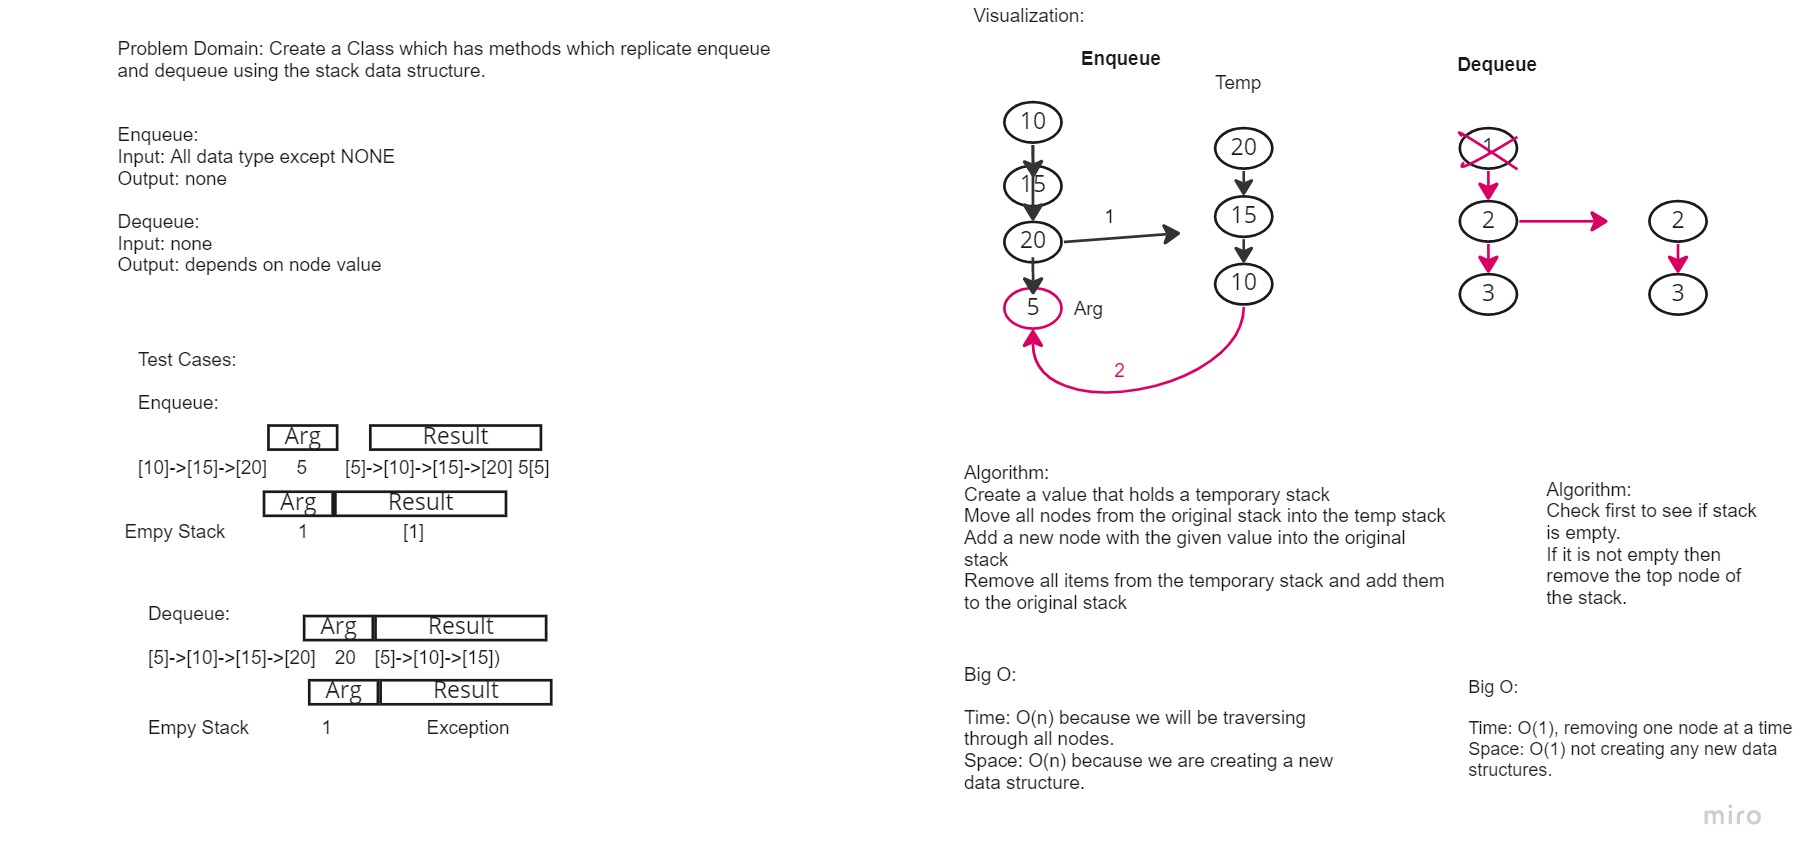 Problem Domain: Create a Class which has methods which replicate enqueue
and dequeue using the stack data structure.
Enqueue:
Input: All data type except NONE
Output: none
Dequeue:
Input: none
Output: depends on node value
Test Cases:
Enqueue:
Arg Result
[10]->[15]->[20] 5 [5]->[10]->[15]->[20] 5[5]
Arg Result
Empy Stack 1 [1]
Dequeue:
Arg Result
[5]->[10]->[15]->[20] 20 [5]->[10]->[15])
Arg Result
Empy Stack 1 Exception
Visualization:
Enqueue
Temp
10
15
20
5
Arg
1
20
15
10
2
Dequeue
1
2
3
2
3
Algorithm:
Create a value that holds a temporary stack
Move all nodes from the original stack into the temp stack
Add a new node with the given value into the original
stack
Remove all items from the temporary stack and add them
to the original stack
Algorithm:
Check first to see if stack
is empty.
If it is not empty then
remove the top node of
the stack.
Big O:
Time: O(n) because we will be traversing
through all nodes.
Space: O(n) because we are creating a new
data structure.
Big O:
Time: O(1), removing one node at a time
Space: O(1) not creating any new data
structures.
miro